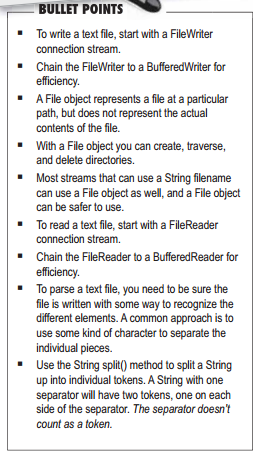 BULLET POINTS
▪ To write a text file, start with a FileWriter
connection stream.
▪ Chain the FileWriter to a BufferedWriter for
efficiency.
▪ A File object represents a file at a particular
path, but does not represent the actual
contents of the file.
▪ With a File object you can create, traverse,
and delete directories.
▪ Most streams that can use a String filename
can use a File object as well, and a File object
can be safer to use.
▪ To read a text file, start with a FileReader
connection stream.
▪ Chain the FileReader to a BufferedReader for
efficiency.
▪ To parse a text file, you need to be sure the
file is written with some way to recognize the
different elements. A common approach is to
use some kind of character to separate the
individual pieces.
▪ Use the String split() method to split a String
up into individual tokens. A String with one
separator will have two tokens, one on each
side of the separator. The separator doesn't
count as a token.